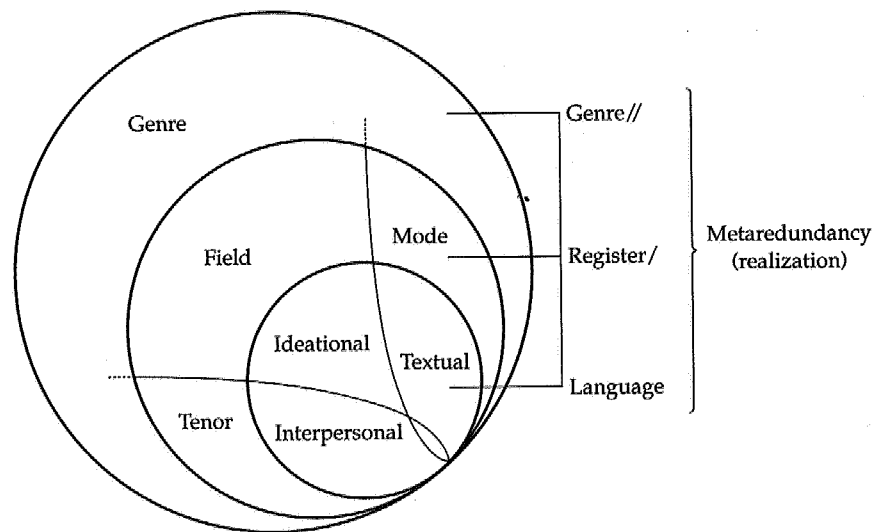 Genre
Genre//
Mode
Field
Register/
Metaredundancy
(realization)
Ideational
Textual
Language
Tenor
Interpersonal